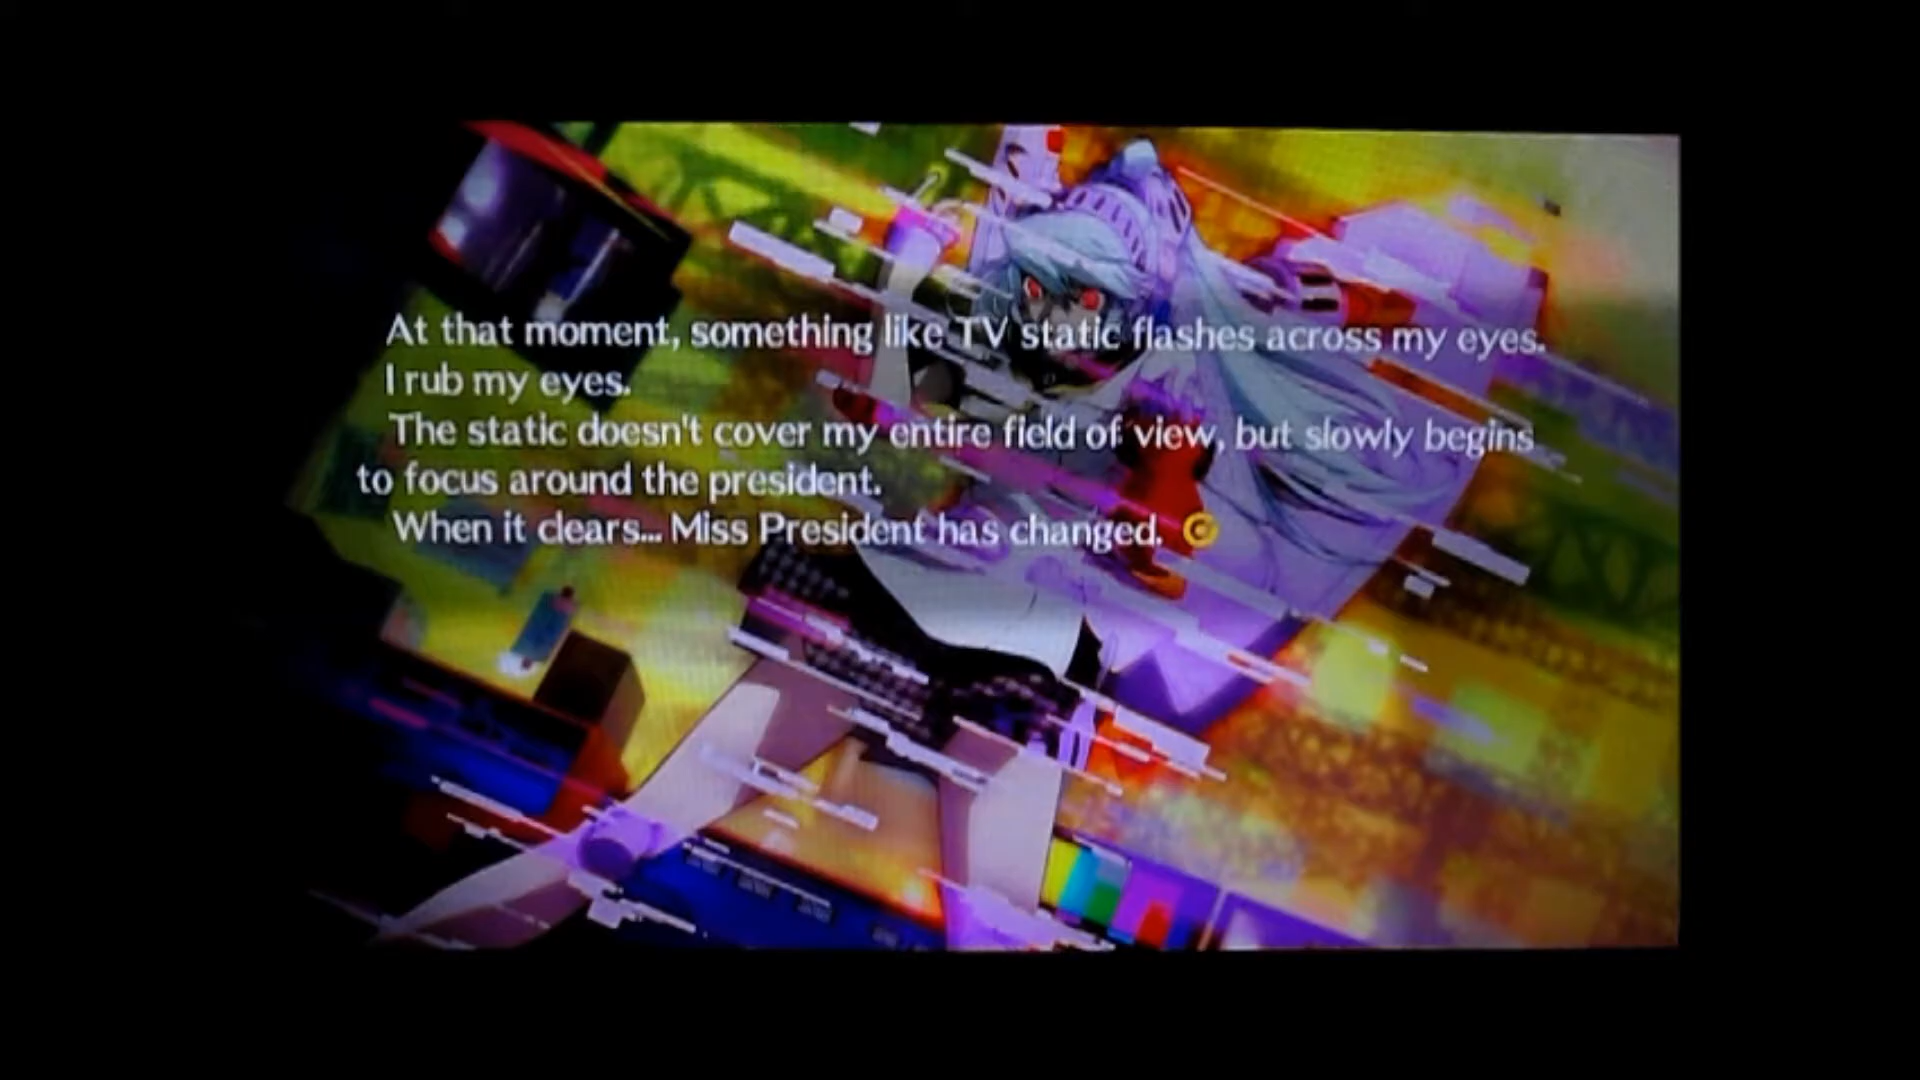 At that moment, something like TV static flashes across my eyes.
I rub my eyes.
The static doesn't cover my entire field of view, but slowly begins
to focus around the president.
When it clears... Miss President has changed.